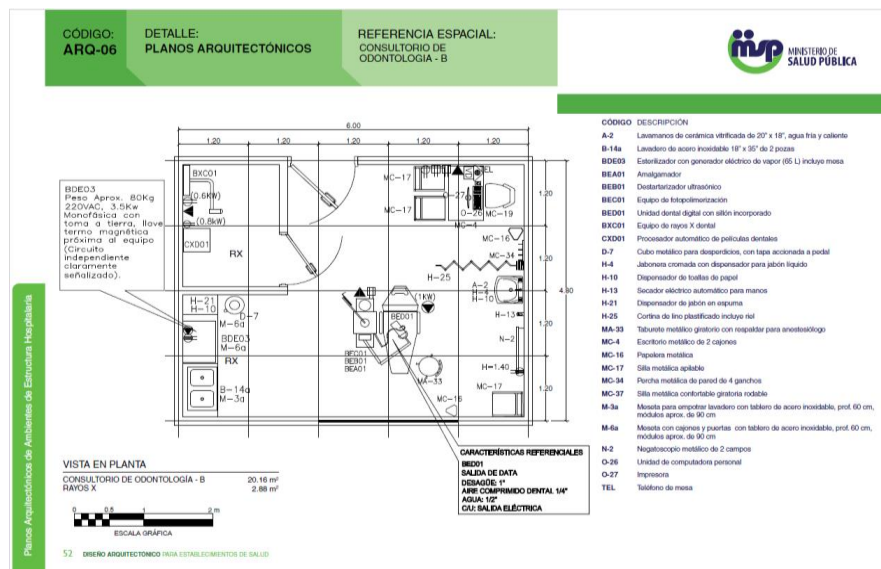 CÓDIGO:
ARQ-06
DETALLE:
PLANOS ARQUITECTÓNICOS
REFERENCIA ESPACIAL:
CONSULTORIO DE
ODONTOLOGIA - B
msp
MINISTERIO DE
SALUD PÚBLICA
6.00
1.20
1.20
1.20
1.20
1.20
BDE03
Peso Aprox. 80Kg
220VAC, 3.5Kw
Monofásica con
toma a tierra, llave
termo magnética
próxima al equipo
(Circuito
independiente
claramente
señalizado).
BXC01
(0.6KW)
(0.8kW)
CXD01
RX
MC-17
MC-17
TEL
O-27
O-26
MC-19
MC-4
MC-16
MC-34
H-25
A-2
H-4
H-10
H-13
N-2
H-1.40
MC-17
MC-16
MA-33
(1KW)
BED01
BEC01
BEB01
BEA01
H-21
H-10
D-7
M-6a
BDE03
M-6a
RX
B-14a
M-3a
1.20
1.20
4.80
1.20
1.20
CARACTERÍSTICAS REFERENCIALES
BED01
SALIDA DE DATA
DESAGÜE: 1"
AIRE COMPRIMIDO DENTAL 1/4"
AGUA: 1/2"
C/U: SALIDA ELÉCTRICA
VISTA EN PLANTA
CONSULTORIO DE ODONTOLOGÍA - B 20.16 m²
RAYOS X 2.88 m²
0 0.5 1 2 m
ESCALA GRÁFICA
52 DISEÑO ARQUITECTÓNICO PARA ESTABLECIMIENTOS DE SALUD
Planos Arquitectónicos de Ambientes de Estructura Hospitalaria
CÓDIGO DESCRIPCIÓN
A-2 Lavamanos de cerámica vitrificada de 20" x 18", agua fría y caliente
B-14a Lavadero de acero inoxidable 18" x 35" de 2 pozas
BDE03 Esterilizador con generador eléctrico de vapor (65 L) incluye mesa
BEA01 Amalgamador
BEB01 Destartarizador ultrasónico
BEC01 Equipo de fotopolimerización
BED01 Unidad dental digital con sillón incorporado
BXC01 Equipo de rayos X dental
CXD01 Procesador automático de películas dentales
D-7 Cubo metálico para desperdicios, con tapa accionada a pedal
H-4 Jabonera cromada con dispensador para jabón líquido
H-10 Dispensador de toallas de papel
H-13 Secador eléctrico automático para manos
H-21 Dispensador de jabón en espuma
H-25 Cortina de lino plastificado incluye riel
MA-33 Taburete metálico giratorio con respaldar para anestesiólogo
MC-4 Escritorio metálico de 2 cajones
MC-16 Papelera metálica
MC-17 Silla metálica apilable
MC-34 Percha metálica de pared de 4 ganchos
MC-37 Silla metálica confortable giratoria rodable
M-3a Meseta para empotrar lavadero con tablero de acero inoxidable, prof. 60 cm,
módulos aprox. de 90 cm
M-6a Meseta con cajones y puertas con tablero de acero inoxidable, prof. 60 cm,
módulos aprox. de 90 cm
N-2 Negatoscopio metálico de 2 campos
O-26 Unidad de computadora personal
O-27 Impresora
TEL Teléfono de mesa